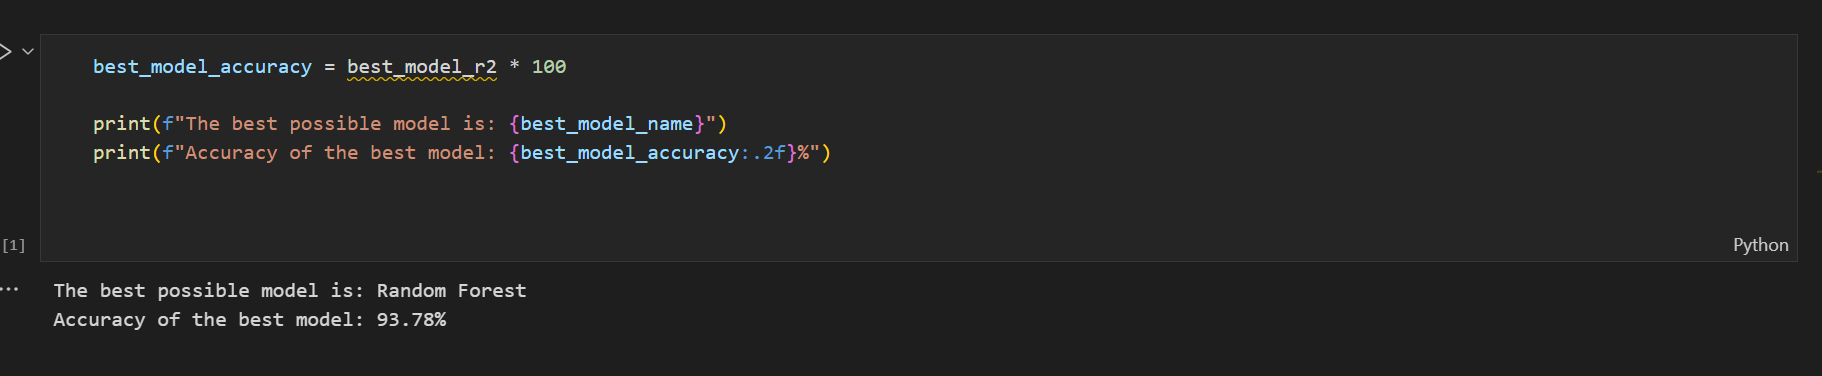 best_model_accuracy = best_model_r2 * 100
print(f"The best possible model is: {best_model_name}")
print(f"Accuracy of the best model: {best_model_accuracy:.2f}%")
[1]
Python
...
The best possible model is: Random Forest
Accuracy of the best model: 93.78%